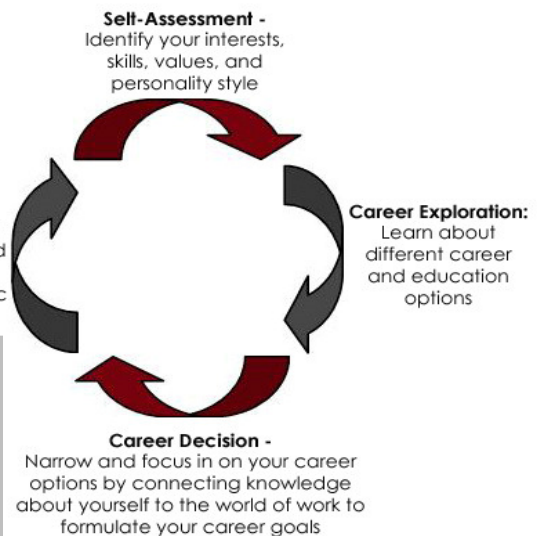 Self-Assessment -
Identify your interests,
skills, values, and
personality style
Career Exploration:
Learn about
different career
and education
options
Career Decision -
Narrow and focus in on your career
options by connecting knowledge
about yourself to the world of work to
formulate your career goals